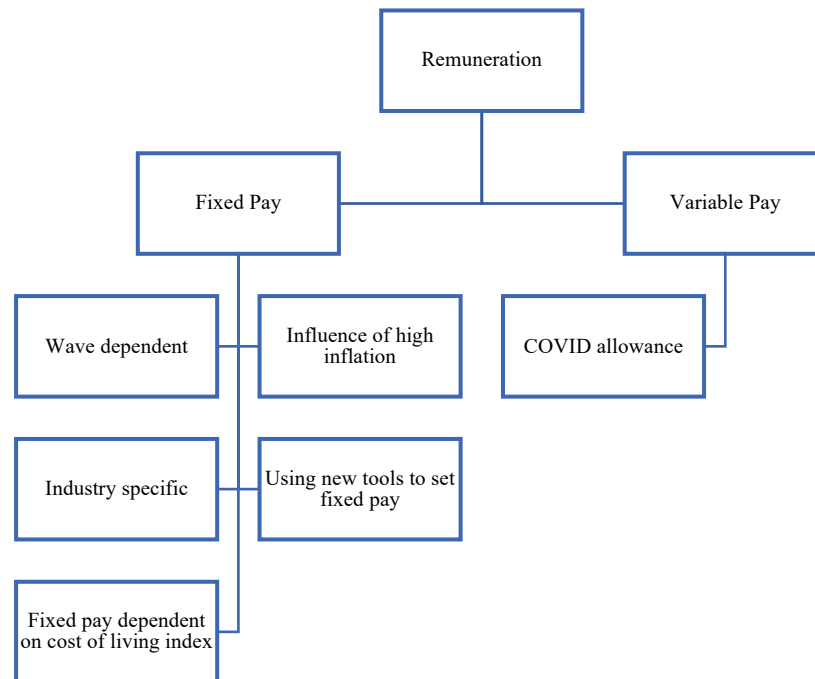 Remuneration
Fixed Pay
Variable Pay
Wave dependent
Influence of high
inflation
COVID allowance
Industry specific
Using new tools to set
fixed pay
Fixed pay dependent
on cost of living index